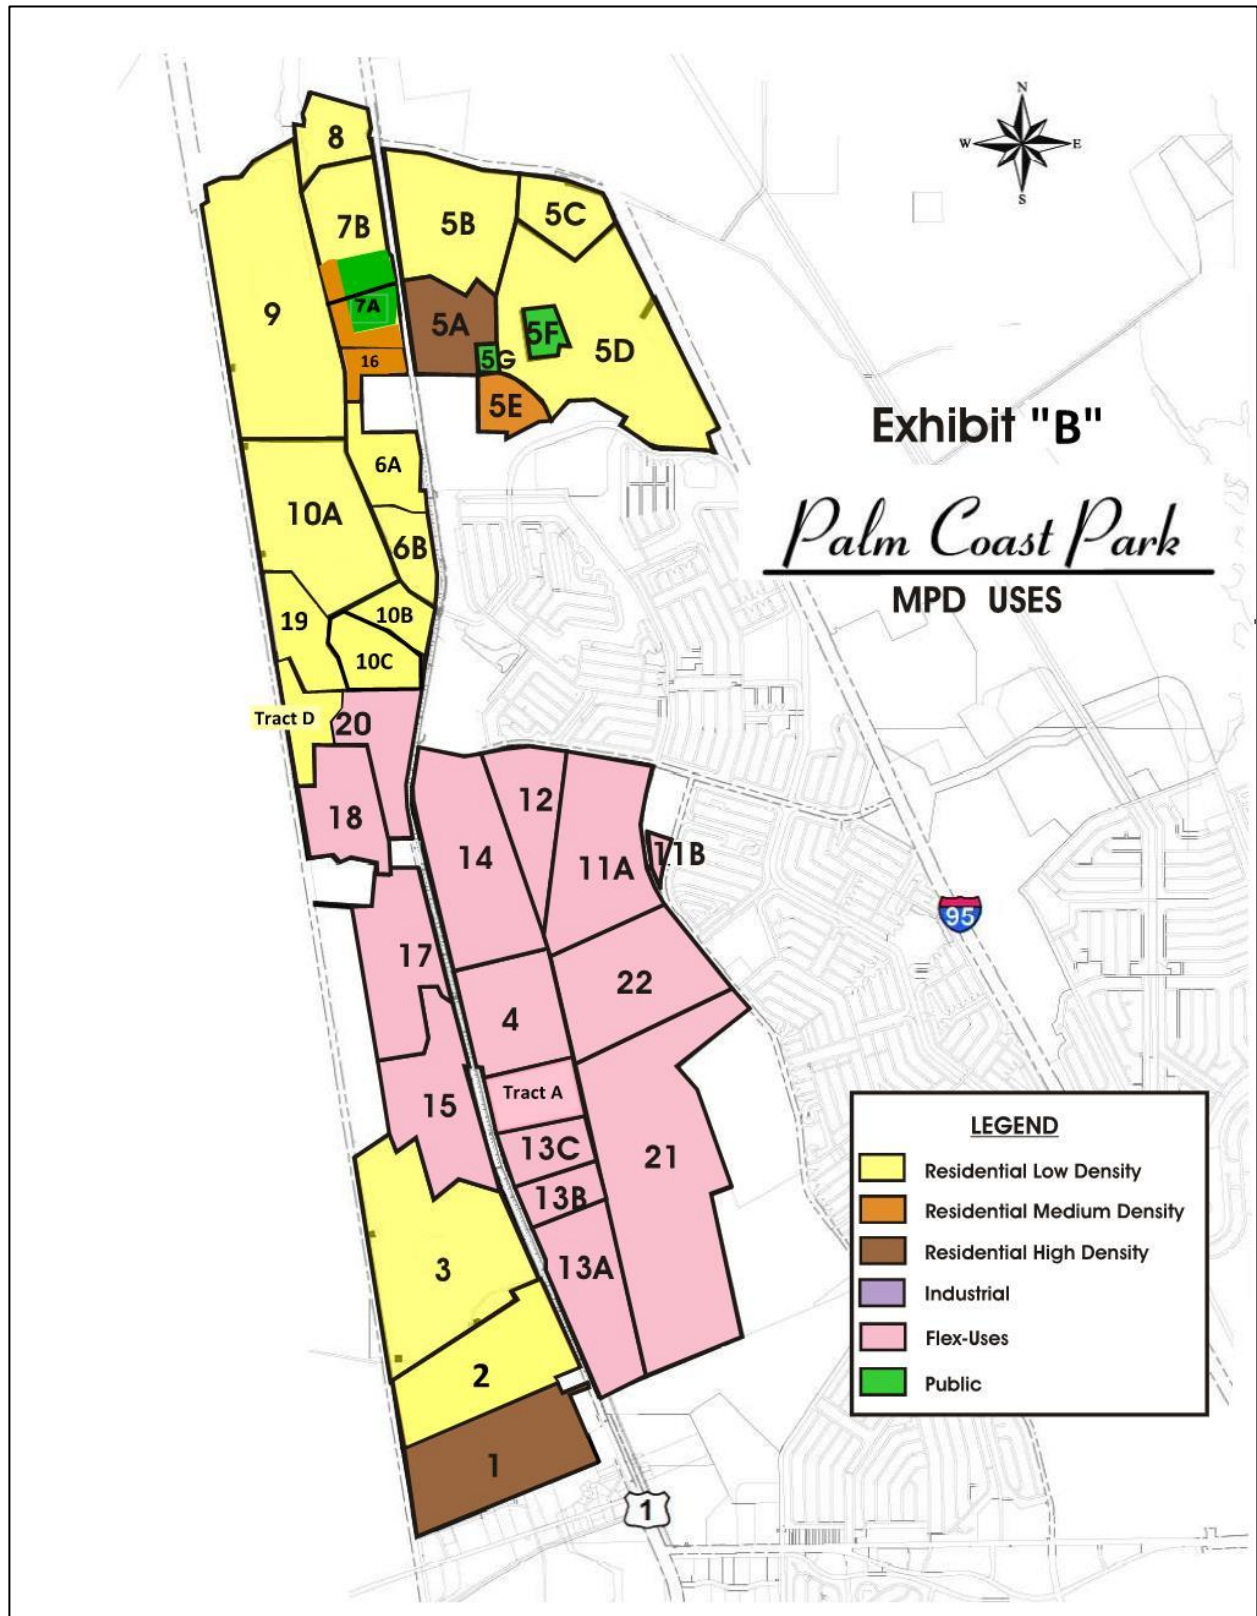 N
W E
S
8
7B
5B
5C
9
7A
5A
5F
5G
5D
16
5E
Exhibit "B"
6A
10A
6B
Palm Coast Park
MPD USES
19
10B
10C
Tract D
20
12
18
14
11A
11B
95
17
22
4
Tract A
15
13C
21
13B
3
13A
2
1
1
LEGEND
Residential Low Density
Residential Medium Density
Residential High Density
Industrial
Flex-Uses
Public